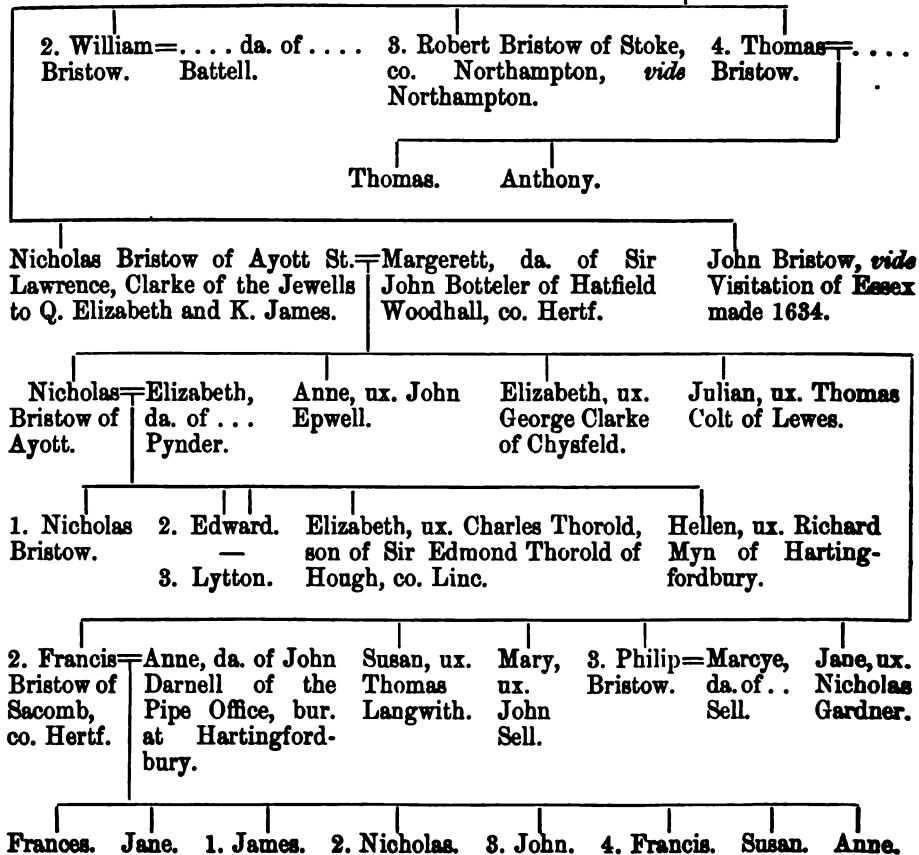 2. William=.... da. of ....
Bristow. Battell.
3. Robert Bristow of Stoke,
co. Northampton, vide
Northampton.
4. Thomas=....
Bristow.
Thomas. Anthony.
Nicholas Bristow of Ayott St.=
Lawrence, Clarke of the Jewells
to Q. Elizabeth and K. James.
Margerett, da. of Sir
John Botteler of Hatfield
Woodhall, co. Hertf.
John Bristow, vide
Visitation of Essex
made 1634.
Nicholas=
Bristow of
Ayott.
Elizabeth,
da. of ...
Pynder.
Anne, ux. John
Epwell.
Elizabeth, ux.
George Clarke
of Chysfeld.
Julian, ux. Thomas
Colt of Lewes.
1. Nicholas
Bristow.
2. Edward.
—
3. Lytton.
Elizabeth, ux. Charles Thorold,
son of Sir Edmond Thorold of
Hough, co. Linc.
Hellen, ux. Richard
Myn of Harting-
fordbury.
2. Francis=
Bristow of
Sacomb,
co. Hertf.
Anne, da. of John
Darnell of the
Pipe Office, bur.
at Hartingford-
bury.
Susan, ux.
Thomas
Langwith.
Mary,
ux.
John
Sell.
3. Philip=
Bristow.
Marcye,
da. of ..
Sell.
Jane, ux.
Nicholas
Gardner.
Frances. Jane. 1. James. 2. Nicholas. 3. John. 4. Francis. Susan. Anne.